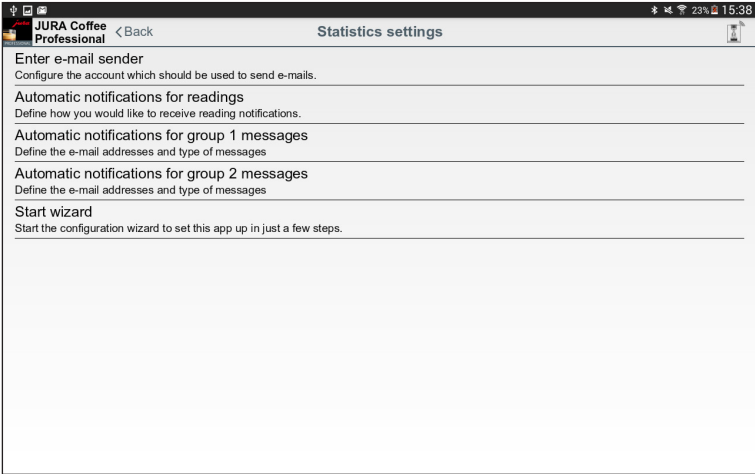 23% 15:38
JURA Coffee
Professional
Back
Statistics settings
Enter e-mail sender
Configure the account which should be used to send e-mails.
Automatic notifications for readings
Define how you would like to receive reading notifications.
Automatic notifications for group 1 messages
Define the e-mail addresses and type of messages
Automatic notifications for group 2 messages
Define the e-mail addresses and type of messages
Start wizard
Start the configuration wizard to set this app up in just a few steps.